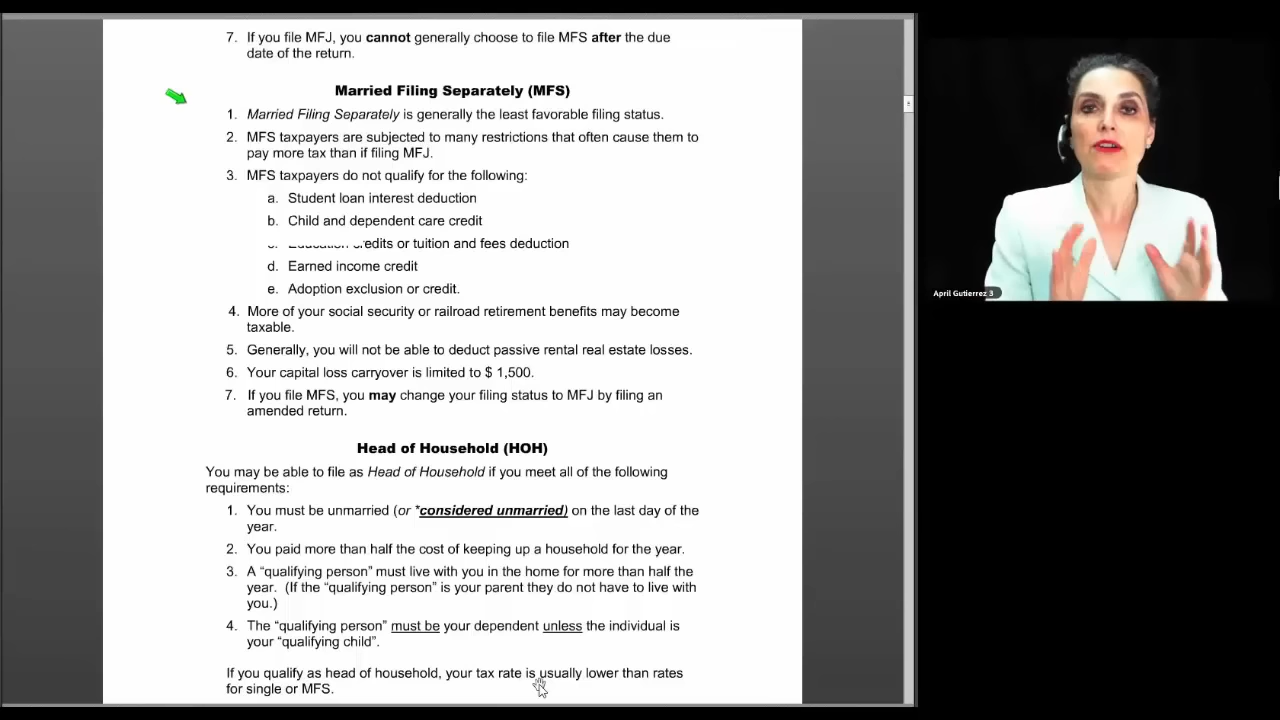 7. If you file MFJ, you cannot generally choose to file MFS after the due
date of the return.
Married Filing Separately (MFS)
1. Married Filing Separately is generally the least favorable filing status.
2. MFS taxpayers are subjected to many restrictions that often cause them to
pay more tax than if filing MFJ.
3. MFS taxpayers do not qualify for the following:
a. Student loan interest deduction
b. Child and dependent care credit
c. Education credits or tuition and fees deduction
d. Earned income credit
e. Adoption exclusion or credit.
4. More of your social security or railroad retirement benefits may become
taxable.
5. Generally, you will not be able to deduct passive rental real estate losses.
6. Your capital loss carryover is limited to $ 1,500.
7. If you file MFS, you may change your filing status to MFJ by filing an
amended return.
Head of Household (HOH)
You may be able to file as Head of Household if you meet all of the following
requirements:
1. You must be unmarried (or *considered unmarried) on the last day of the
year.
2. You paid more than half the cost of keeping up a household for the year.
3. A “qualifying person” must live with you in the home for more than half the
year. (If the “qualifying person” is your parent they do not have to live with
you.)
4. The “qualifying person” must be your dependent unless the individual is
your “qualifying child”.
If you qualify as head of household, your tax rate is usually lower than rates
for single or MFS.
April Gutierrez 3